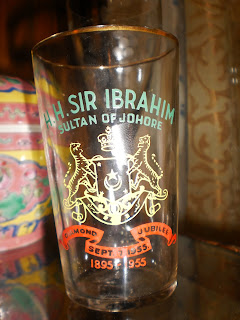 H.H. SIR IBRAHIM
SULTAN OF JOHORE
DIAMOND JUBILEE
SEPT. 1955.
1895 1955